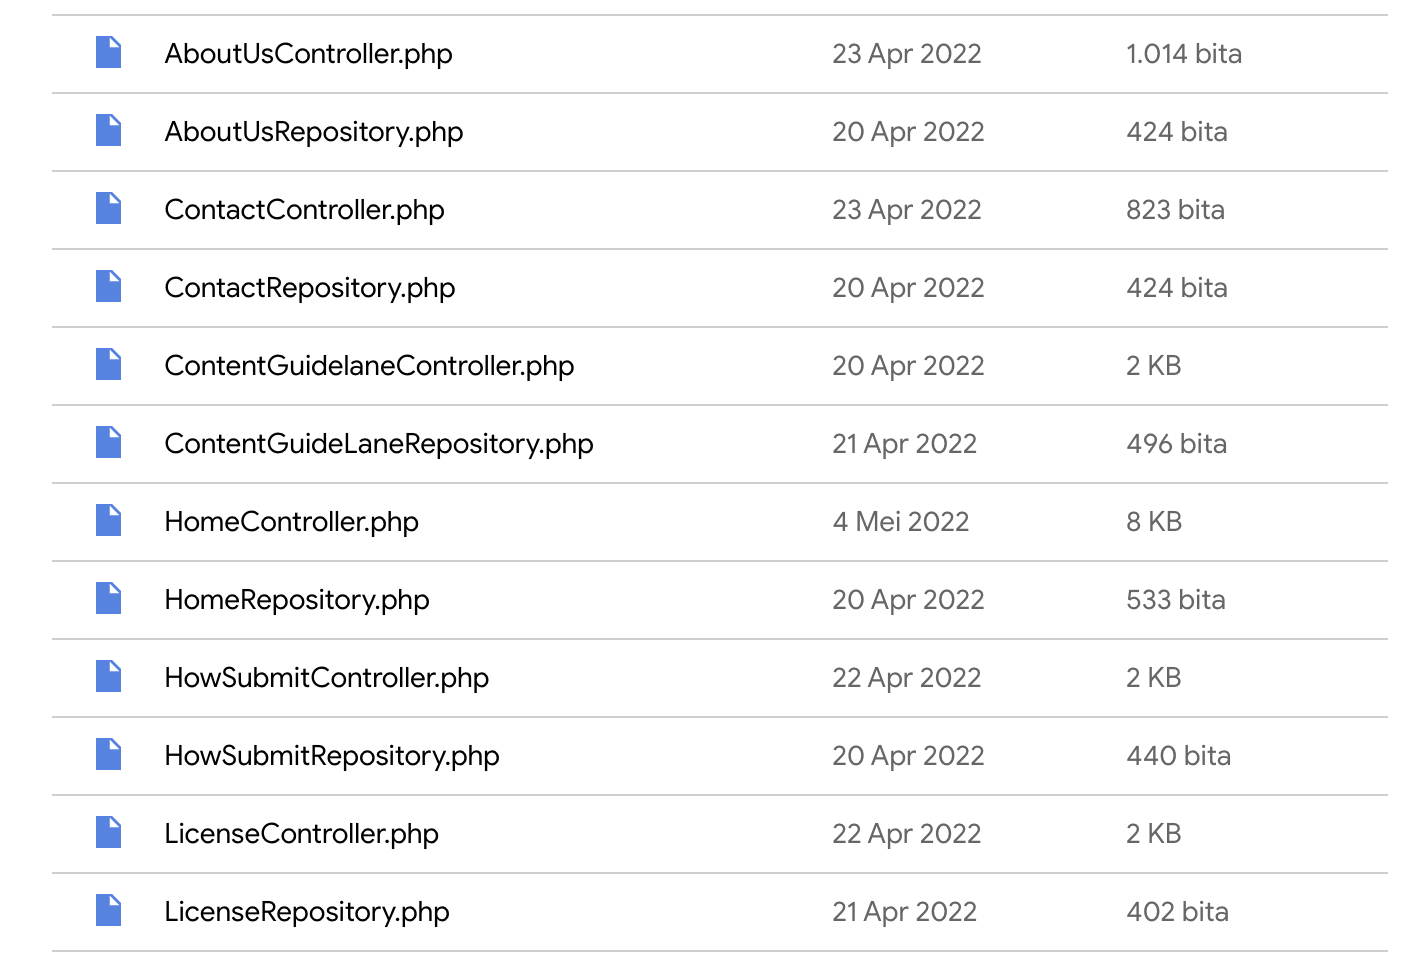 AboutUsController.php 23 Apr 2022 1.014 bita
AboutUsRepository.php 20 Apr 2022 424 bita
ContactController.php 23 Apr 2022 823 bita
ContactRepository.php 20 Apr 2022 424 bita
ContentGuidelaneController.php 20 Apr 2022 2 KB
ContentGuideLaneRepository.php 21 Apr 2022 496 bita
HomeController.php 4 Mei 2022 8 KB
HomeRepository.php 20 Apr 2022 533 bita
HowSubmitController.php 22 Apr 2022 2 KB
HowSubmitRepository.php 20 Apr 2022 440 bita
LicenseController.php 22 Apr 2022 2 KB
LicenseRepository.php 21 Apr 2022 402 bita